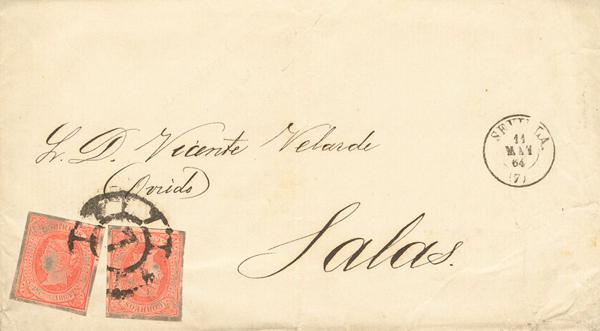 Sr. D. Vicente Velarde
(Oviedo)
Salas.
SEVILLA.
11
MAY
64
(7)